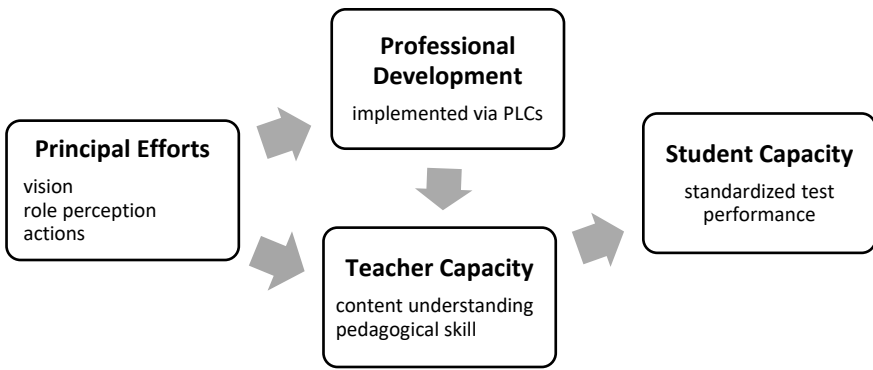 Professional
Development
implemented via PLCs
Principal Efforts
vision
role perception
actions
Student Capacity
standardized test
performance
Teacher Capacity
content understanding
pedagogical skill